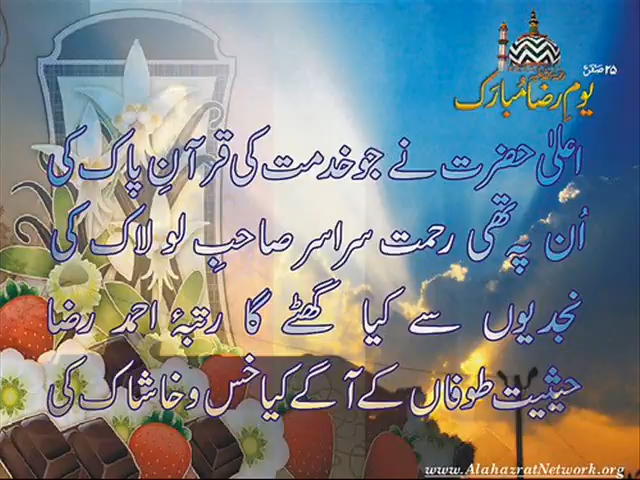 ۲۵ صفر
یومِ رضا مُبارک
اعلیٰ حضرت نے جو خدمت کی قرآنِ پاک کی
اُن پہ تھی رحمت سراسر صاحبِ لولاک کی
نجدیوں سے کیا گھٹے گا رتبۂ احمد رضا
حیثیت طوفاں کے آگے کیا خس و خاشاک کی
www.AlahazratNetwork.org